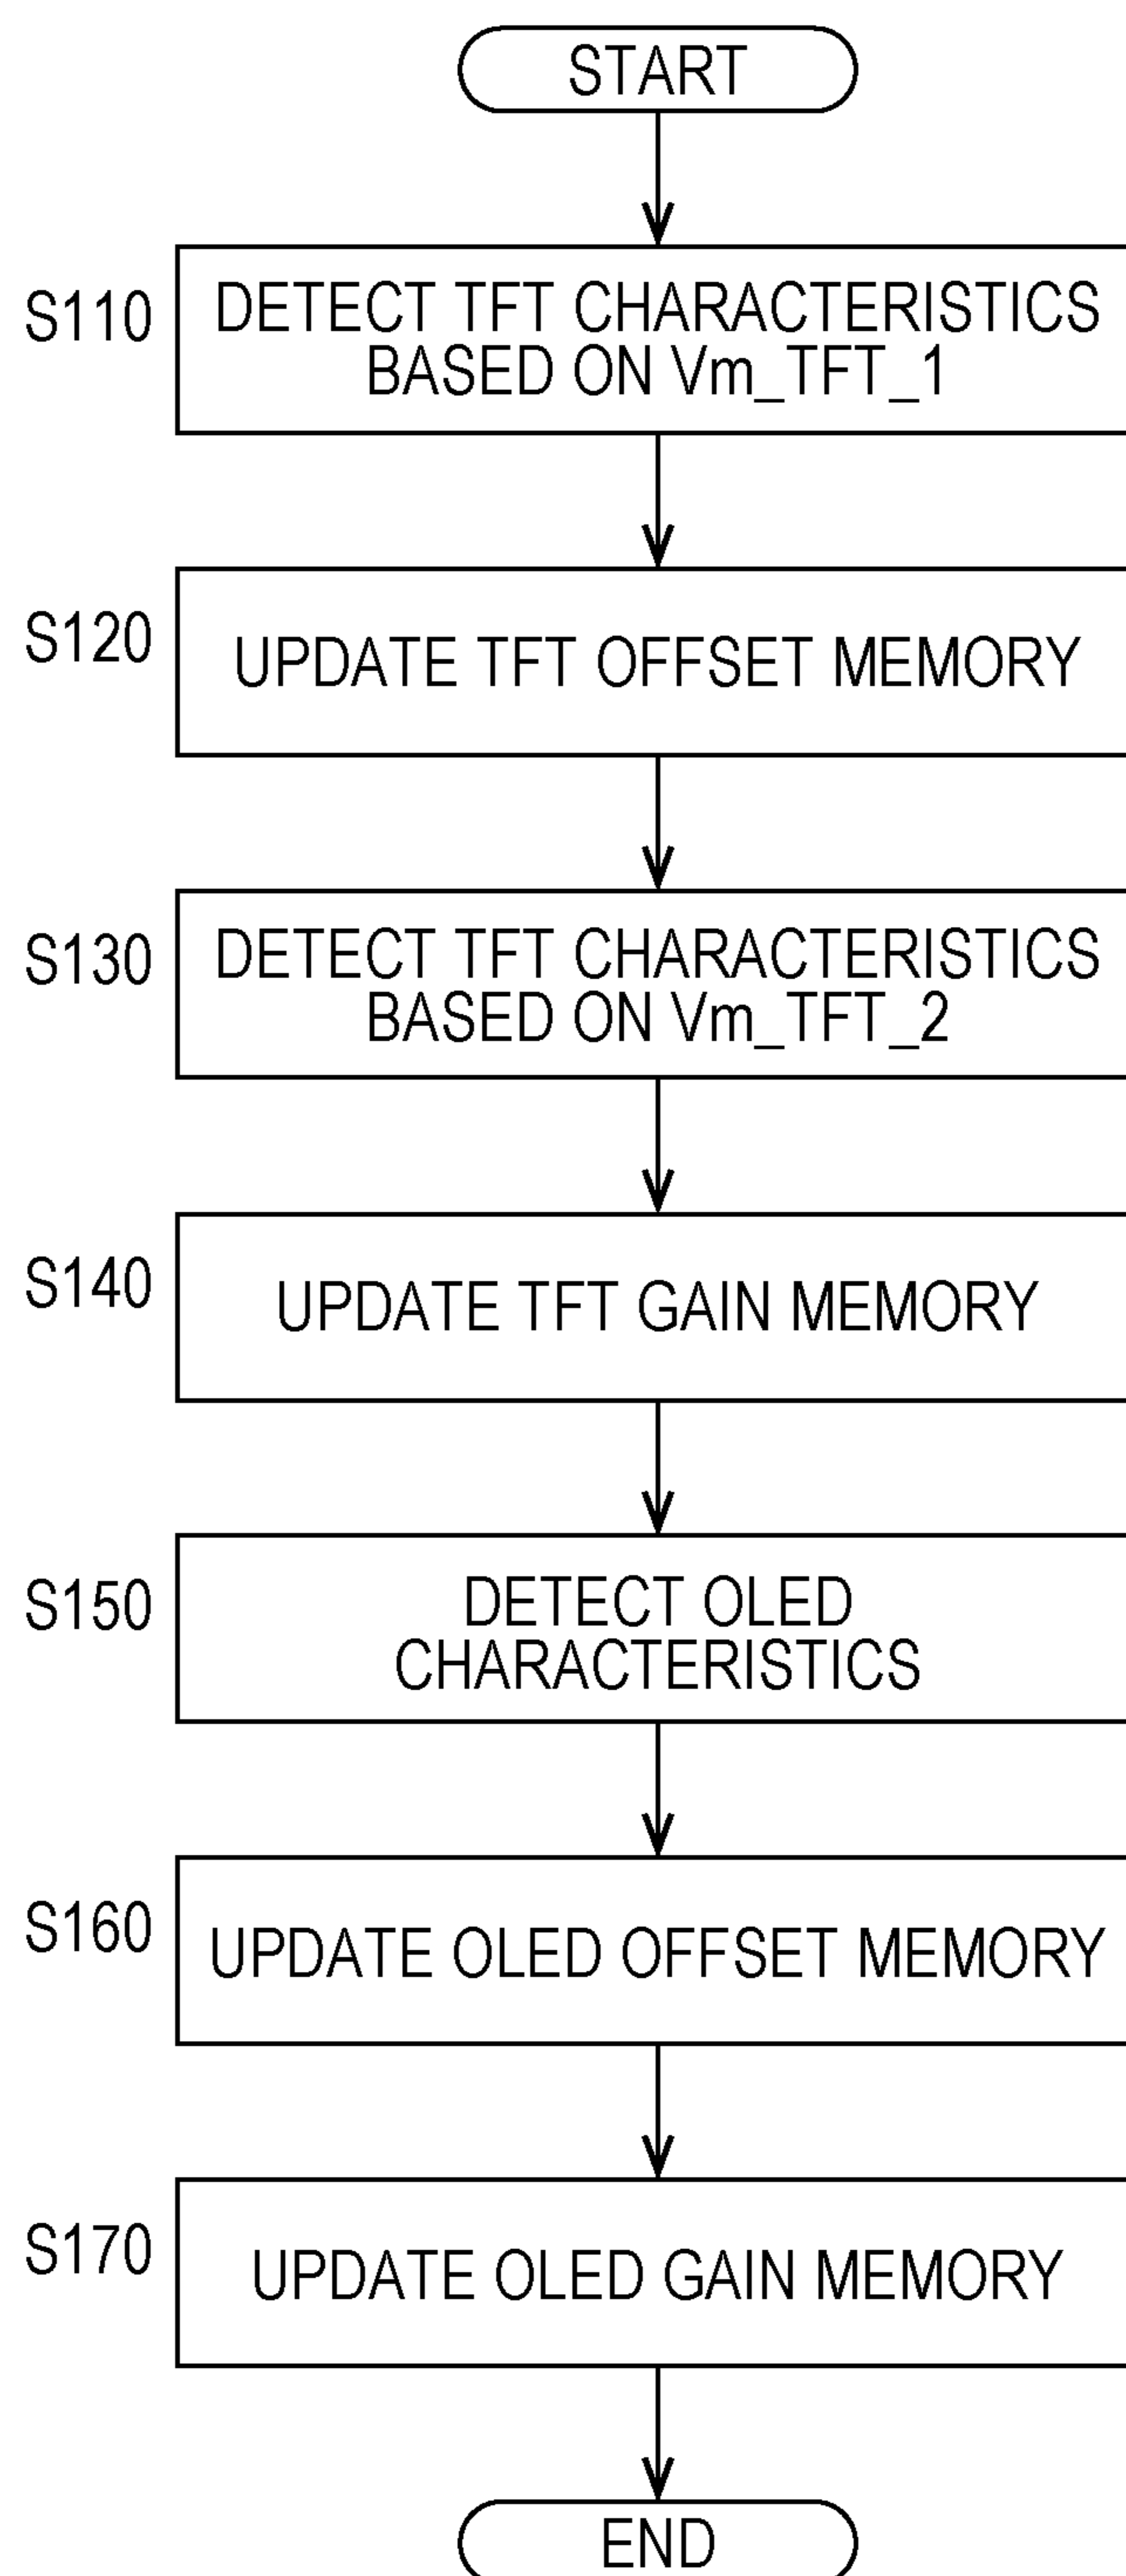 START
S110
DETECT TFT CHARACTERISTICS
BASED ON Vm_TFT_1
S120
UPDATE TFT OFFSET MEMORY
S130
DETECT TFT CHARACTERISTICS
BASED ON Vm_TFT_2
S140
UPDATE TFT GAIN MEMORY
S150
DETECT OLED
CHARACTERISTICS
S160
UPDATE OLED OFFSET MEMORY
S170
UPDATE OLED GAIN MEMORY
END